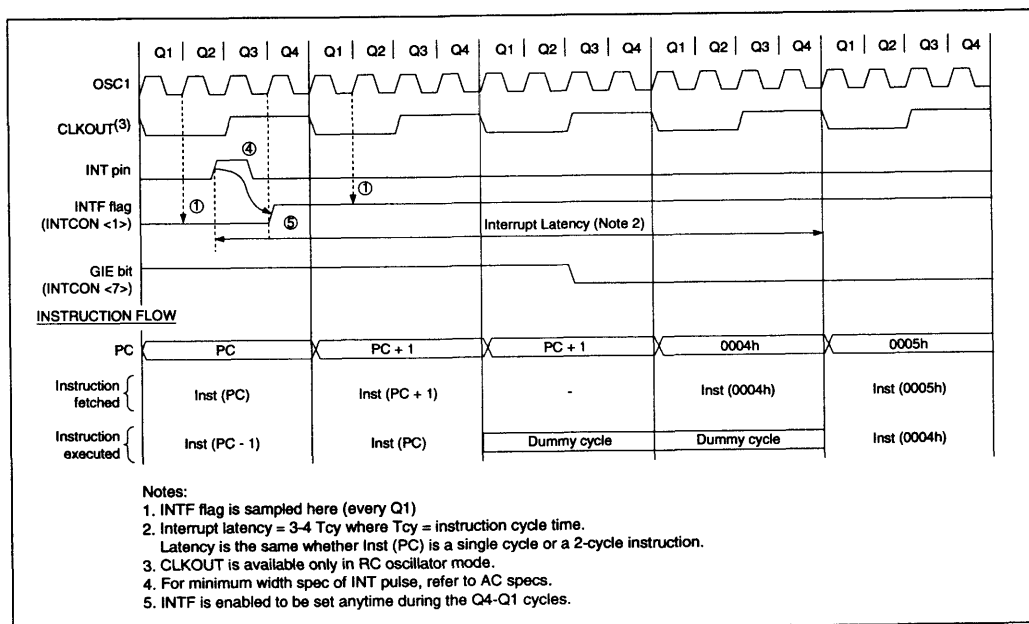 Q1 | Q2 | Q3 | Q4 Q1 | Q2 | Q3 | Q4 Q1 | Q2 | Q3 | Q4 Q1 | Q2 | Q3 | Q4 Q1 | Q2 | Q3 | Q4
OSC1
CLKOUT(3)
④
INT pin
①
①
INTF flag
(INTCON <1>)
⑤
Interrupt Latency (Note 2)
GIE bit
(INTCON <7>)
INSTRUCTION FLOW
PC PC PC + 1 PC + 1 0004h 0005h
Instruction
fetched
Inst (PC) Inst (PC + 1) - Inst (0004h) Inst (0005h)
Instruction
executed
Inst (PC - 1) Inst (PC) Dummy cycle Dummy cycle Inst (0004h)
Notes:
1. INTF flag is sampled here (every Q1)
2. Interrupt latency = 3-4 Tcy where Tcy = instruction cycle time.
Latency is the same whether Inst (PC) is a single cycle or a 2-cycle instruction.
3. CLKOUT is available only in RC oscillator mode.
4. For minimum width spec of INT pulse, refer to AC specs.
5. INTF is enabled to be set anytime during the Q4-Q1 cycles.